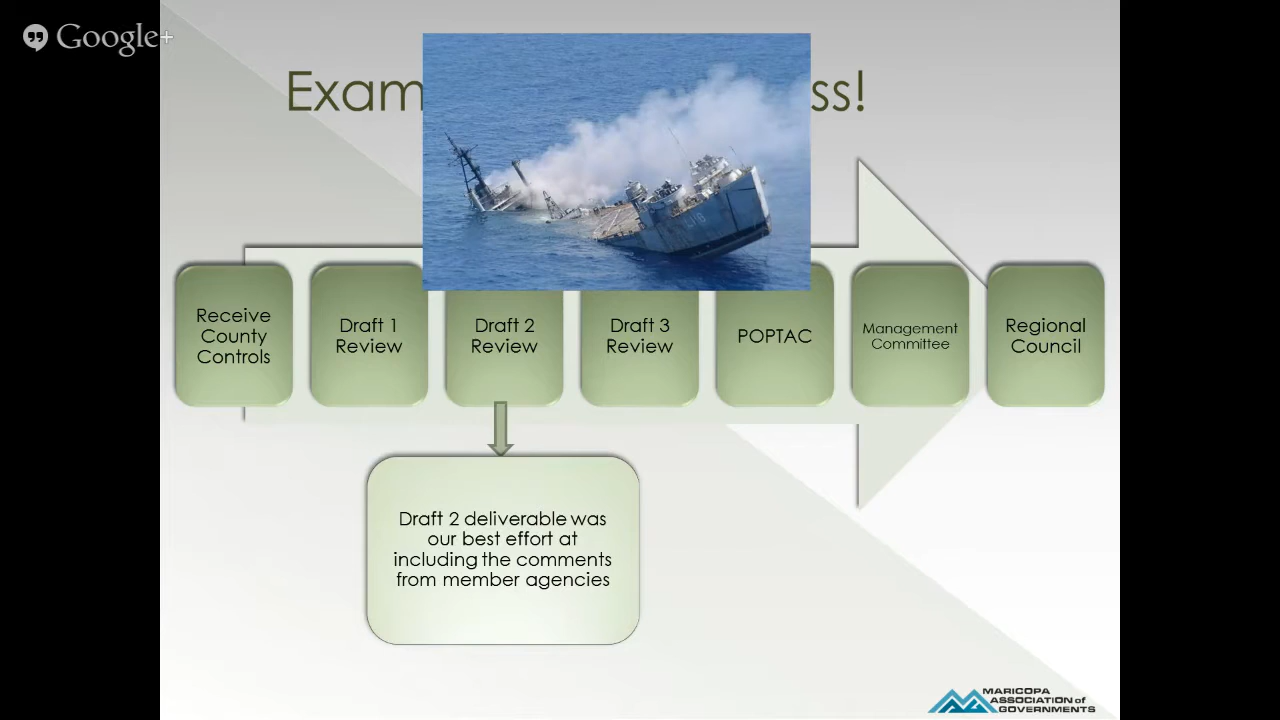 Google+
Exam
ss!
Receive
County
Controls
Draft 1
Review
Draft 2
Review
Draft 3
Review
POPTAC
Management
Committee
Regional
Council
Draft 2 deliverable was
our best effort at
including the comments
from member agencies
MARICOPA
ASSOCIATION of
GOVERNMENTS